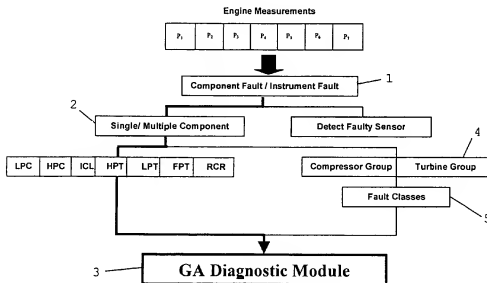 Engine Measurements
P₁ P₂ P₃ P₄ P₅ P₆ P₇
1
Component Fault / Instrument Fault
2
Single/ Multiple Component
Detect Faulty Sensor
4
LPC HPC ICL HPT LPT FPT RCR
Compressor Group Turbine Group
Fault Classes
5
3
GA Diagnostic Module